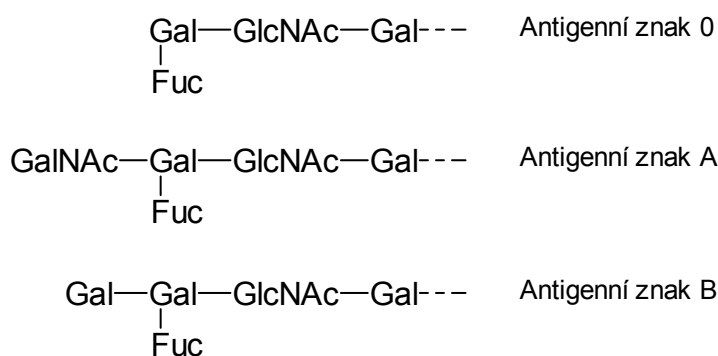 Gal—GlcNAc—Gal--- Antigenní znak 0
Fuc
GalNAc—Gal—GlcNAc—Gal--- Antigenní znak A
Fuc
Gal—Gal—GlcNAc—Gal--- Antigenní znak B
Fuc